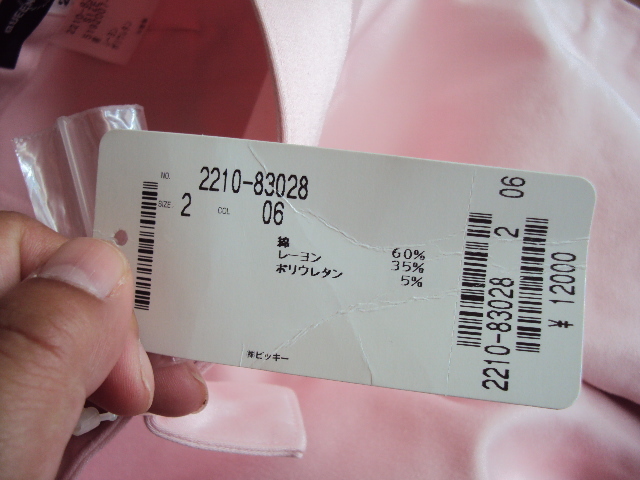 NO. 2210-83028
SIZE 2 COL 06
綿 60%
レーヨン 35%
ポリウレタン 5%
㈱ビッキー
2210-83028 2 06
¥ 12000